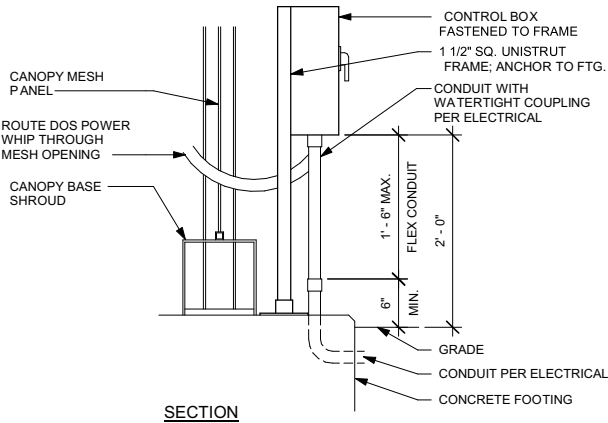 CONTROL BOX
FASTENED TO FRAME
1 1/2" SQ. UNISTRUT
FRAME; ANCHOR TO FTG.
CANOPY MESH
PANEL
CONDUIT WITH
WATERTIGHT COUPLING
PER ELECTRICAL
ROUTE DOS POWER
WHIP THROUGH
MESH OPENING
CANOPY BASE
SHROUD
1' - 6" MAX.
FLEX CONDUIT
2' - 0"
6"
MIN.
GRADE
CONDUIT PER ELECTRICAL
CONCRETE FOOTING
SECTION